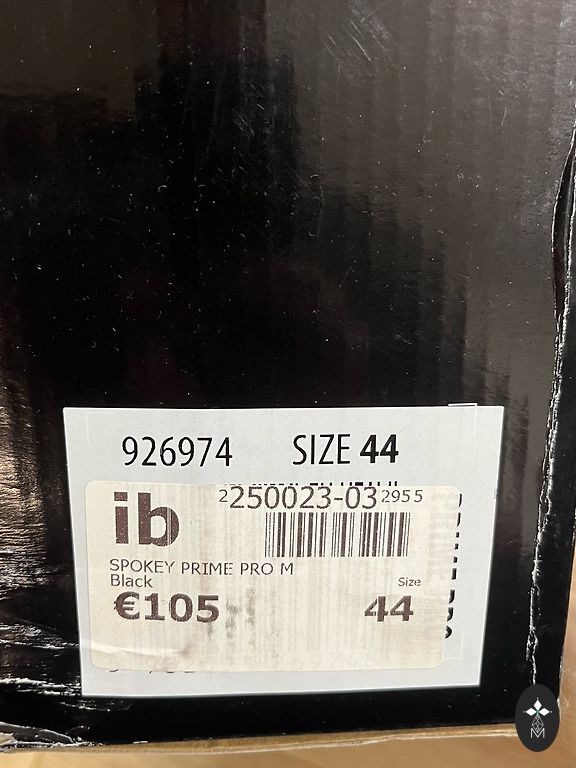 926974 SIZE 44
ib 2250023-03 2955
SPOKEY PRIME PRO M
Black
Size
€105 44
M